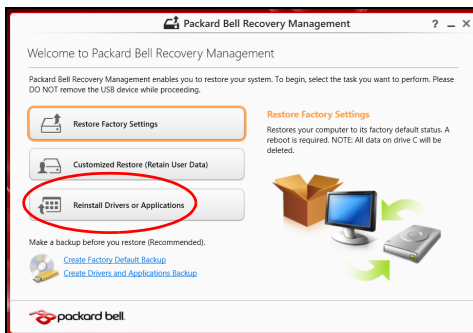 Packard Bell Recovery Management
? – ×
Welcome to Packard Bell Recovery Management
Packard Bell Recovery Management enables you to restore your system. To begin, select the task you want to perform. Please
DO NOT remove the USB device while proceeding.
Restore Factory Settings
Customized Restore (Retain User Data)
Reinstall Drivers or Applications
Restore Factory Settings
Restores your computer to its factory default status. A
reboot is required. NOTE: All data on drive C will be
deleted.
Make a backup before you restore (Recommended).
Create Factory Default Backup
Create Drivers and Applications Backup
packard bell.